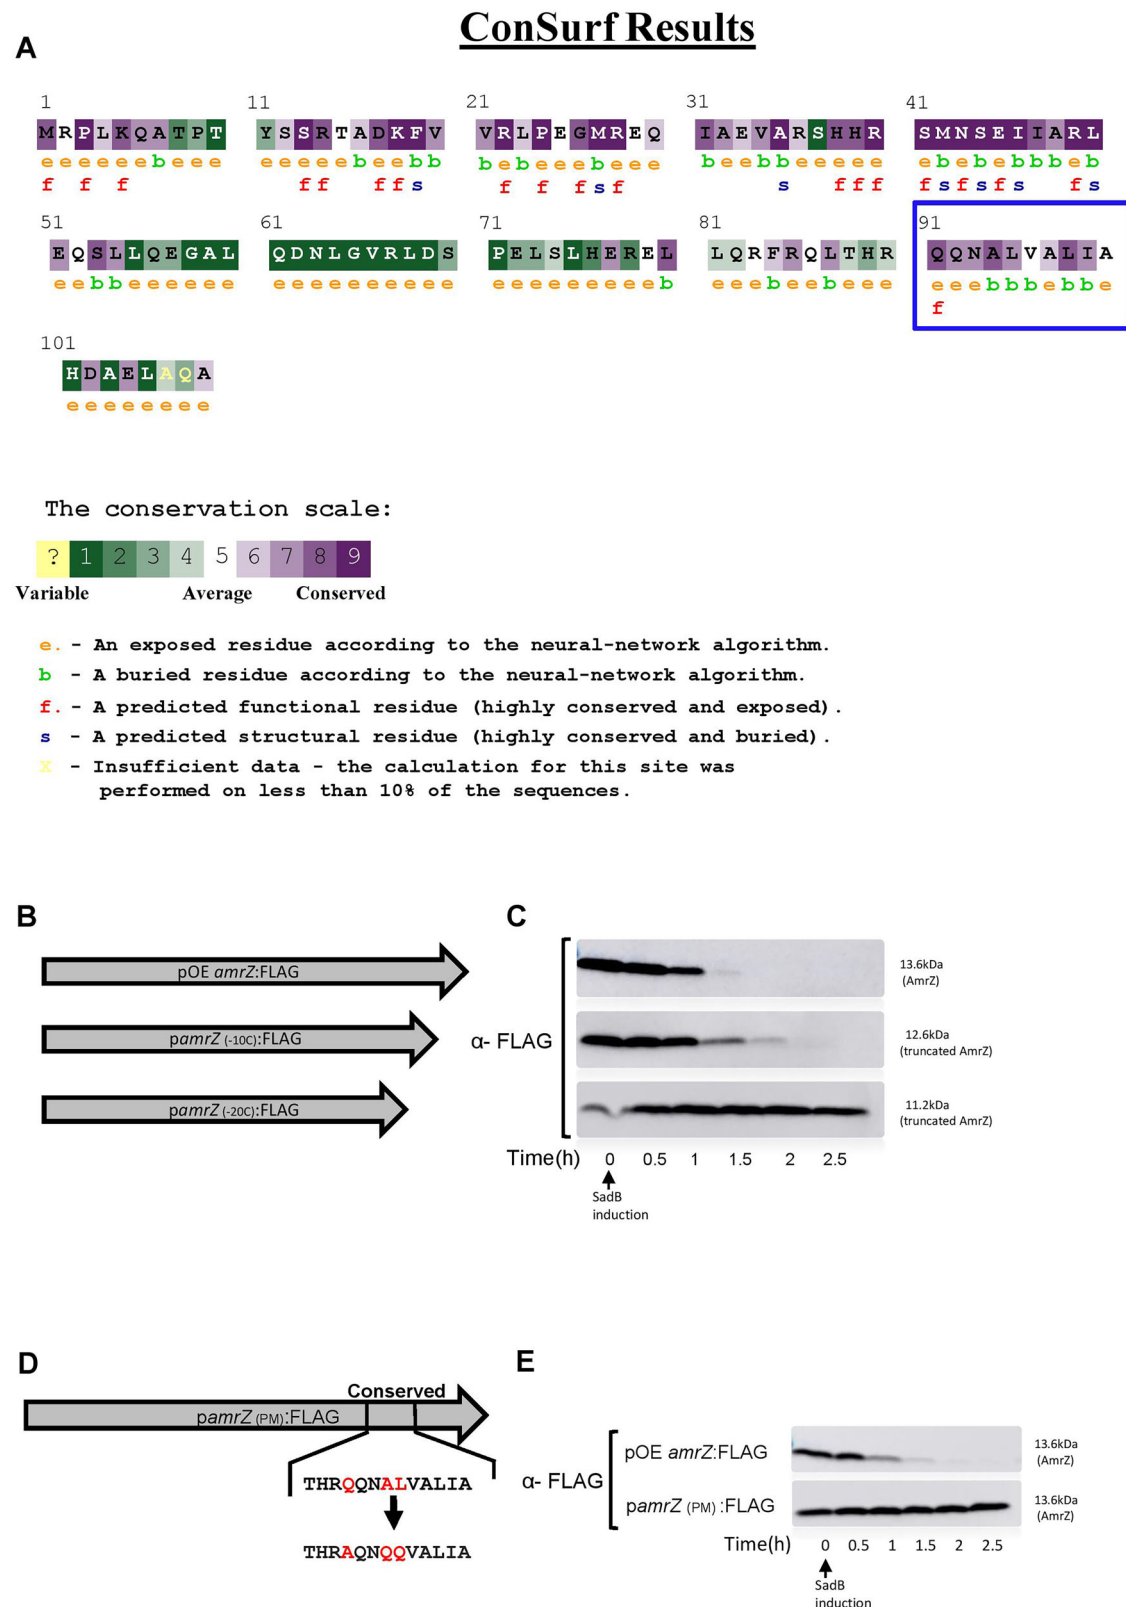 ConSurf Results
A
1 11 21 31 41
MRPLKQATPT YSSRTADKFV VRLPEGMREQ IAEVARSHHR SMNSEIIARL
eeeeeebeee eeeeebeebb bebeeebeee beebbeeeee ebebebbbeb
f f f ff ffs f f fsf s fff fsfsfs fs
51 61 71 81 91
EQSLLQEGAL QDNLGVRLDS PELSLHEREL LQRFRQLTHR QQNALVALIA
eebbeeeeee eeeeeeeeee eeeeeeeeeb eeebeebeee eeebbbebbe
f
101
HDAELAQA
eeeeeeee
The conservation scale:
? 1 2 3 4 5 6 7 8 9
Variable Average Conserved
e. - An exposed residue according to the neural-network algorithm.
b - A buried residue according to the neural-network algorithm.
f. - A predicted functional residue (highly conserved and exposed).
s - A predicted structural residue (highly conserved and buried).
X - Insufficient data - the calculation for this site was
performed on less than 10% of the sequences.
B
pOE amrZ:FLAG
pamrZ (-10C):FLAG
pamrZ (-20C):FLAG
C
α- FLAG
13.6kDa
(AmrZ)
12.6kDa
(truncated AmrZ)
11.2kDa
(truncated AmrZ)
Time(h) 0 0.5 1 1.5 2 2.5
SadB
induction
D
Conserved
pamrZ (PM):FLAG
THRQQNALVALIA
THRAQNQQVALIA
E
α- FLAG
pOE amrZ:FLAG
pamrZ (PM) :FLAG
13.6kDa
(AmrZ)
13.6kDa
(AmrZ)
Time(h) 0 0.5 1 1.5 2 2.5
SadB
induction